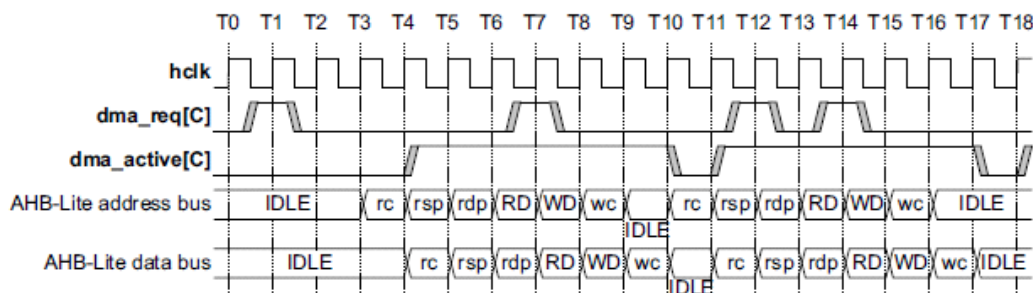 T0 T1 T2 T3 T4 T5 T6 T7 T8 T9 T10 T11 T12 T13 T14 T15 T16 T17 T18
hclk
dma_req[C]
dma_active[C]
AHB-Lite address bus IDLE rc rsp rdp RD WD wc IDLE rc rsp rdp RD WD wc IDLE
AHB-Lite data bus IDLE rc rsp rdp RD WD wc IDLE rc rsp rdp RD WD wc IDLE